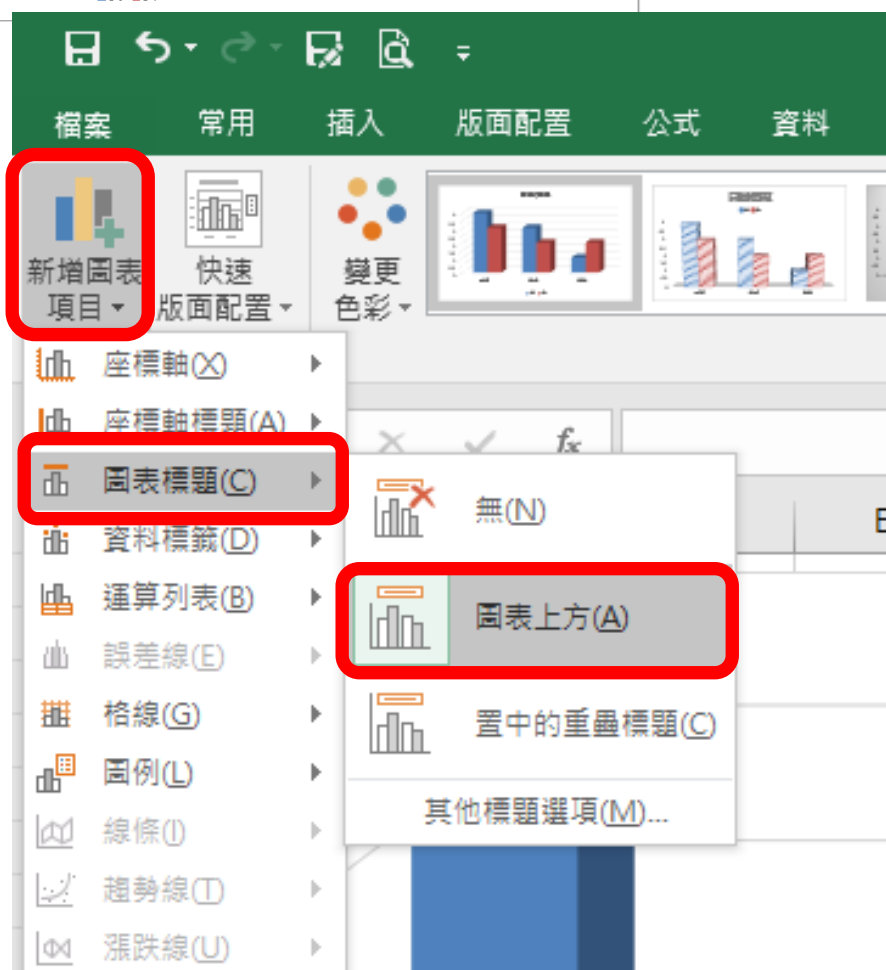 檔案 常用 插入 版面配置 公式 資料
新增圖表
項目
快速
版面配置
變更
色彩
座標軸(X)
座標軸標題(A)
圖表標題(C)
資料標籤(D)
運算列表(B)
誤差線(E)
格線(G)
圖例(L)
線條(I)
趨勢線(T)
漲跌線(U)
fx
無(N)
圖表上方(A)
置中的重疊標題(C)
其他標題選項(M)...